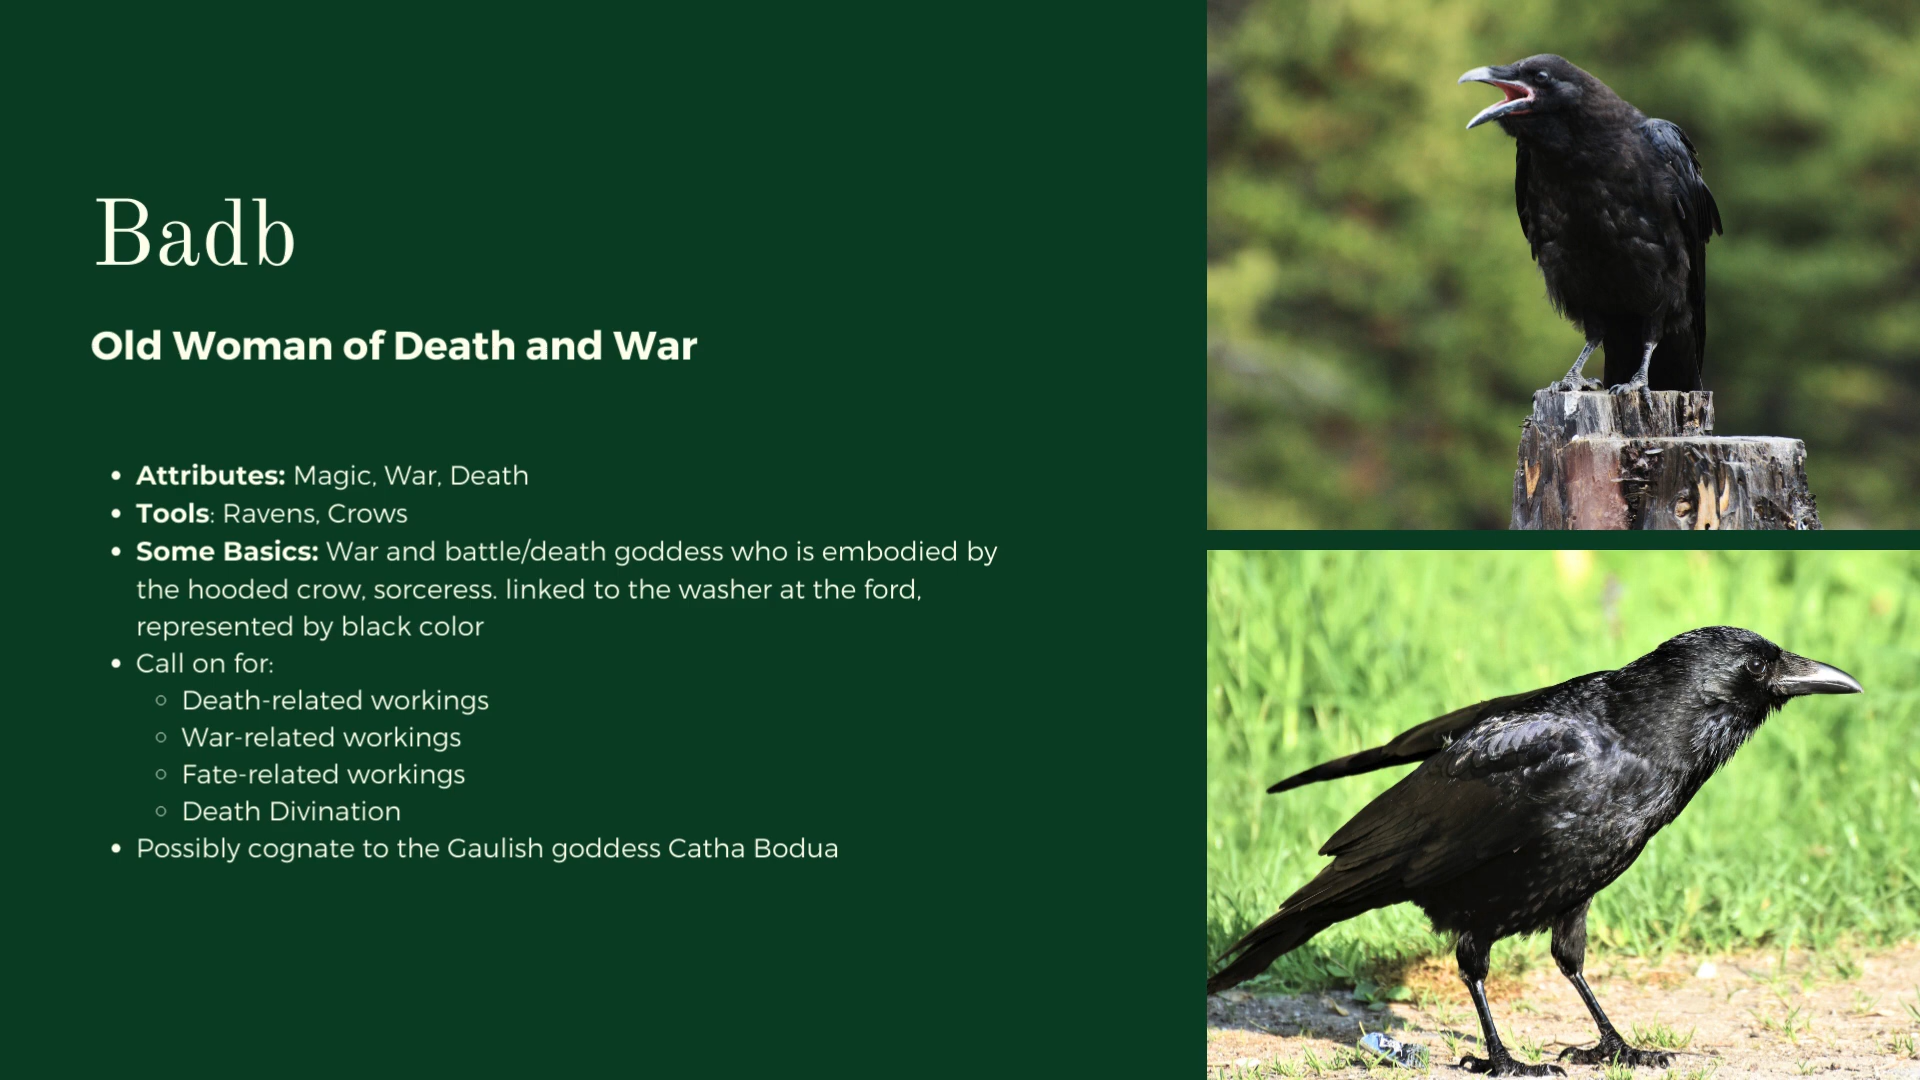 Badb
Old Woman of Death and War
• Attributes: Magic, War, Death
• Tools: Ravens, Crows
• Some Basics: War and battle/death goddess who is embodied by
the hooded crow, sorceress. linked to the washer at the ford,
represented by black color
• Call on for:
◦ Death-related workings
◦ War-related workings
◦ Fate-related workings
◦ Death Divination
• Possibly cognate to the Gaulish goddess Catha Bodua